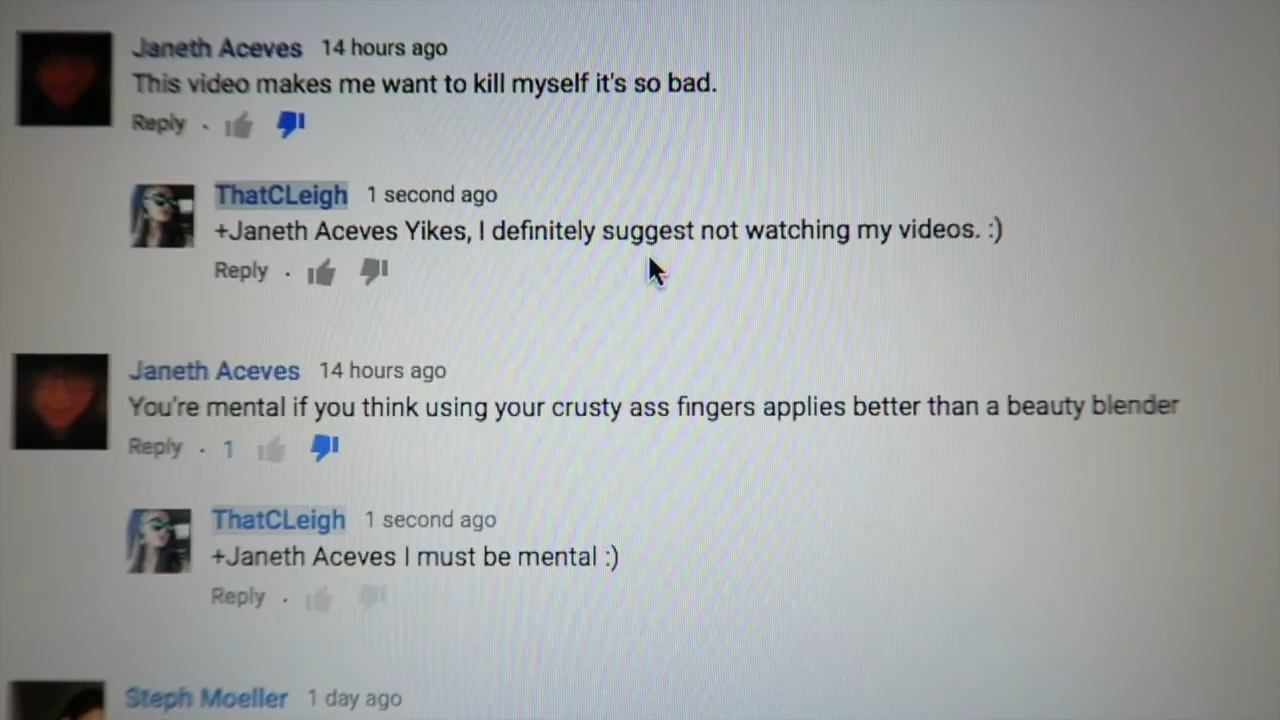 Janeth Aceves 14 hours ago
This video makes me want to kill myself it's so bad.
Reply ·
ThatCLeigh 1 second ago
+Janeth Aceves Yikes, I definitely suggest not watching my videos. :)
Reply ·
Janeth Aceves 14 hours ago
You're mental if you think using your crusty ass fingers applies better than a beauty blender
Reply · 1
ThatCLeigh 1 second ago
+Janeth Aceves I must be mental :)
Reply ·
Steph Moeller 1 day ago